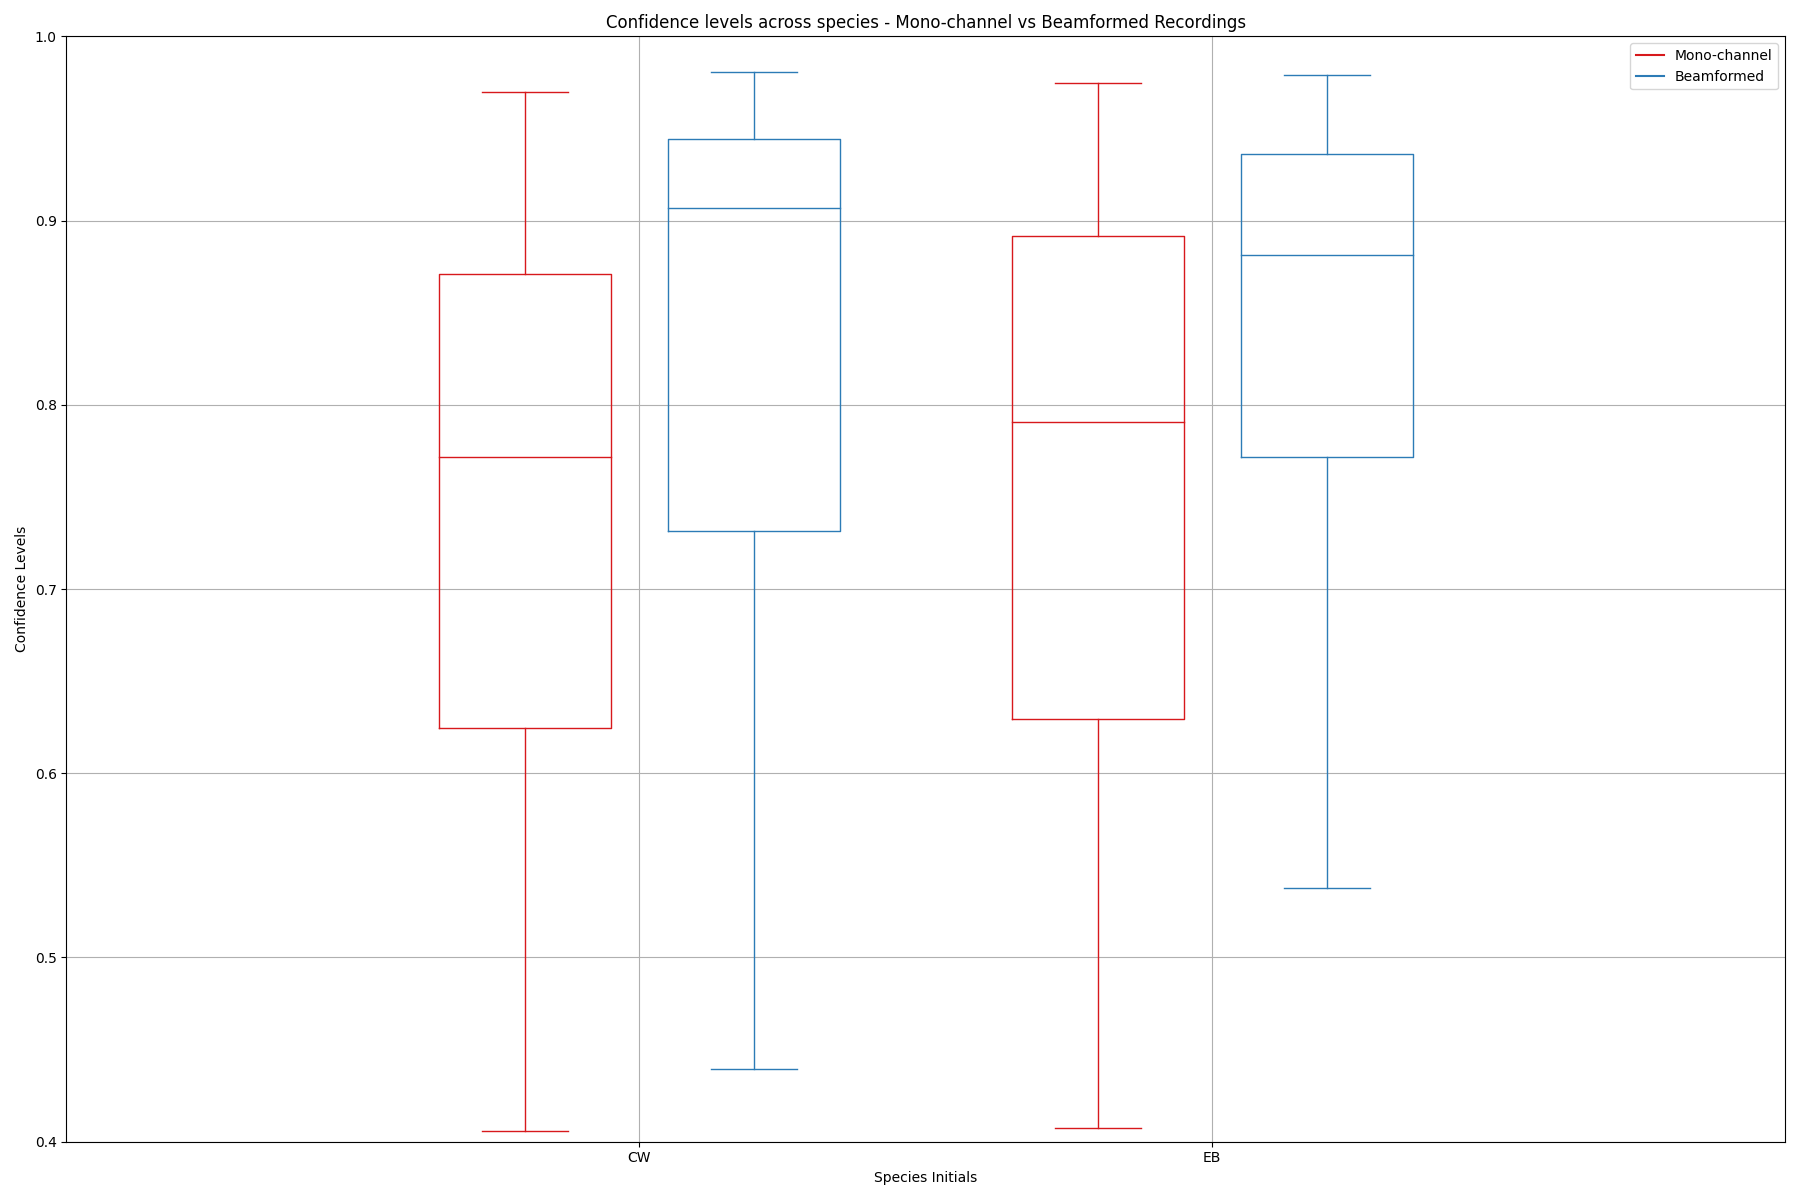 Confidence levels across species - Mono-channel vs Beamformed Recordings
1.0
0.9
0.8
0.7
0.6
0.5
0.4
Confidence Levels
Mono-channel
Beamformed
CW
EB
Species Initials